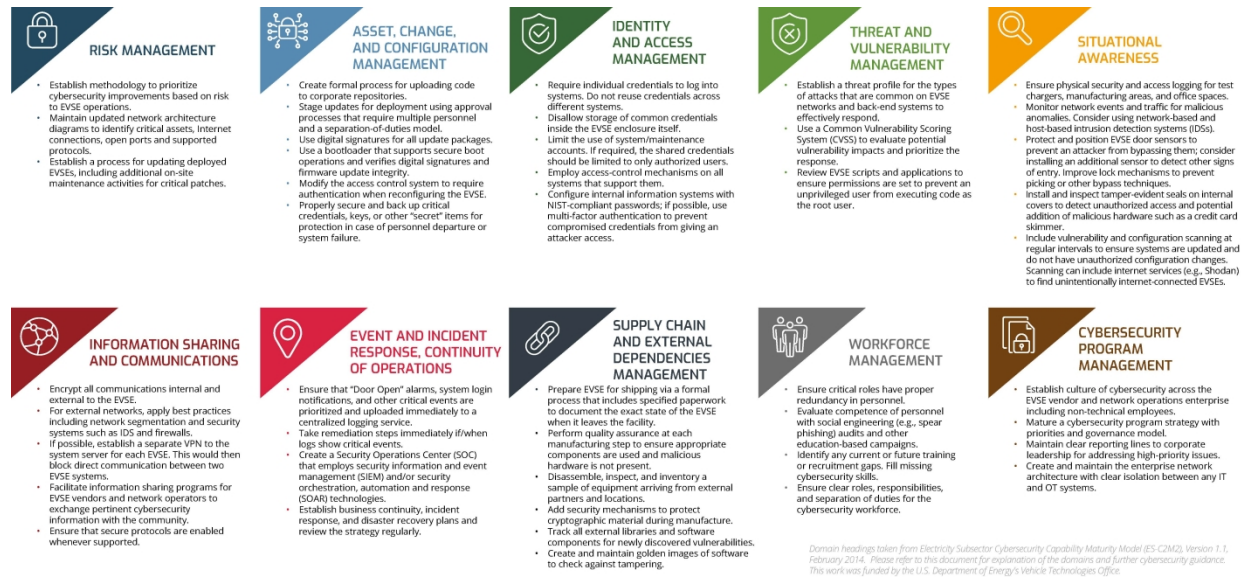 RISK MANAGEMENT
• Establish methodology to prioritize
cybersecurity improvements based on risk
to EVSE operations.
• Maintain updated network architecture
diagrams to identify critical assets, Internet
connections, open ports and supported
protocols.
• Establish a process for updating deployed
EVSEs, including additional on-site
maintenance activities for critical patches.
ASSET, CHANGE,
AND CONFIGURATION
MANAGEMENT
• Create formal process for uploading code
to corporate repositories.
• Stage updates for deployment using approval
processes that require multiple personnel
and a separation-of-duties model.
• Use digital signatures for all update packages.
• Use a bootloader that supports secure boot
operations and verifies digital signatures and
firmware update integrity.
• Modify the access control system to require
authentication when reconfiguring the EVSE.
• Properly secure and back up critical
credentials, keys, or other “secret” items for
protection in case of personnel departure or
system failure.
IDENTITY
AND ACCESS
MANAGEMENT
• Require individual credentials to log into
systems. Do not reuse credentials across
different systems.
• Disallow storage of common credentials
inside the EVSE enclosure itself.
• Limit the use of system/maintenance
accounts. If required, the shared credentials
should be limited to only authorized users.
• Employ access-control mechanisms on all
systems that support them.
• Configure internal information systems with
NIST-compliant passwords; if possible, use
multi-factor authentication to prevent
compromised credentials from giving an
attacker access.
THREAT AND
VULNERABILITY
MANAGEMENT
• Establish a threat profile for the types
of attacks that are common on EVSE
networks and back-end systems to
effectively respond.
• Use a Common Vulnerability Scoring
System (CVSS) to evaluate potential
vulnerability impacts and prioritize the
response.
• Review EVSE scripts and applications to
ensure permissions are set to prevent an
unprivileged user from executing code as
the root user.
SITUATIONAL
AWARENESS
• Ensure physical security and access logging for test
chargers, manufacturing areas, and office spaces.
• Monitor network events and traffic for malicious
anomalies. Consider using network-based and
host-based intrusion detection systems (IDSs).
• Protect and position EVSE door sensors to
prevent an attacker from bypassing them; consider
installing an additional sensor to detect other signs
of entry. Improve lock mechanisms to prevent
picking or other bypass techniques.
• Install and inspect tamper-evident seals on internal
covers to detect unauthorized access and potential
addition of malicious hardware such as a credit card
skimmer.
• Include vulnerability and configuration scanning at
regular intervals to ensure systems are updated and
do not have unauthorized configuration changes.
Scanning can include internet services (e.g., Shodan)
to find unintentionally internet-connected EVSEs.
INFORMATION SHARING
AND COMMUNICATIONS
• Encrypt all communications internal and
external to the EVSE.
• For external networks, apply best practices
including network segmentation and security
systems such as IDS and firewalls.
• If possible, establish a separate VPN to the
system server for each EVSE. This would then
block direct communication between two
EVSE systems.
• Facilitate information sharing programs for
EVSE vendors and network operators to
exchange pertinent cybersecurity
information with the community.
• Ensure that secure protocols are enabled
whenever supported.
EVENT AND INCIDENT
RESPONSE, CONTINUITY
OF OPERATIONS
• Ensure that “Door Open” alarms, system login
notifications, and other critical events are
prioritized and uploaded immediately to a
centralized logging service.
• Take remediation steps immediately if/when
logs show critical events.
• Create a Security Operations Center (SOC)
that employs security information and event
management (SIEM) and/or security
orchestration, automation and response
(SOAR) technologies.
• Establish business continuity, incident
response, and disaster recovery plans and
review the strategy regularly.
SUPPLY CHAIN
AND EXTERNAL
DEPENDENCIES
MANAGEMENT
• Prepare EVSE for shipping via a formal
process that includes specified paperwork
to document the exact state of the EVSE
when it leaves the facility.
• Perform quality assurance at each
manufacturing step to ensure appropriate
components are used and malicious
hardware is not present.
• Disassemble, inspect, and inventory a
sample of equipment arriving from external
partners and locations.
• Add security mechanisms to protect
cryptographic material during manufacture.
• Track all external libraries and software
components for newly discovered vulnerabilities.
• Create and maintain golden images of software
to check against tampering.
WORKFORCE
MANAGEMENT
• Ensure critical roles have proper
redundancy in personnel.
• Evaluate competence of personnel
with social engineering (e.g., spear
phishing) audits and other
education-based campaigns.
• Identify any current or future training
or recruitment gaps. Fill missing
cybersecurity skills.
• Ensure clear roles, responsibilities,
and separation of duties for the
cybersecurity workforce.
CYBERSECURITY
PROGRAM
MANAGEMENT
• Establish culture of cybersecurity across the
EVSE vendor and network operations enterprise
including non-technical employees.
• Mature a cybersecurity program strategy with
priorities and governance model.
• Maintain clear reporting lines to corporate
leadership for addressing high-priority issues.
• Create and maintain the enterprise network
architecture with clear isolation between any IT
and OT systems.
Domain headings taken from Electricity Subsector Cybersecurity Capability Maturity Model (ES-C2M2), Version 1.1,
February 2014. Please refer to this document for explanation of the domains and further cybersecurity guidance.
This work was funded by the U.S. Department of Energy's Vehicle Technologies Office.